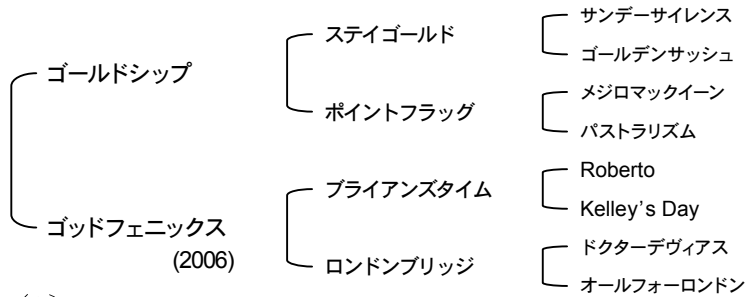 サンデーサイレンス
ステイゴールド
ゴールデンサッシュ
ゴールドシップ
メジロマックイーン
ポイントフラッグ
パストラリズム
Roberto
ブライアンズタイム
Kelley's Day
ゴッドフェニックス
(2006)
ドクターデヴィアス
ロンドンブリッジ
オールフォーロンドン